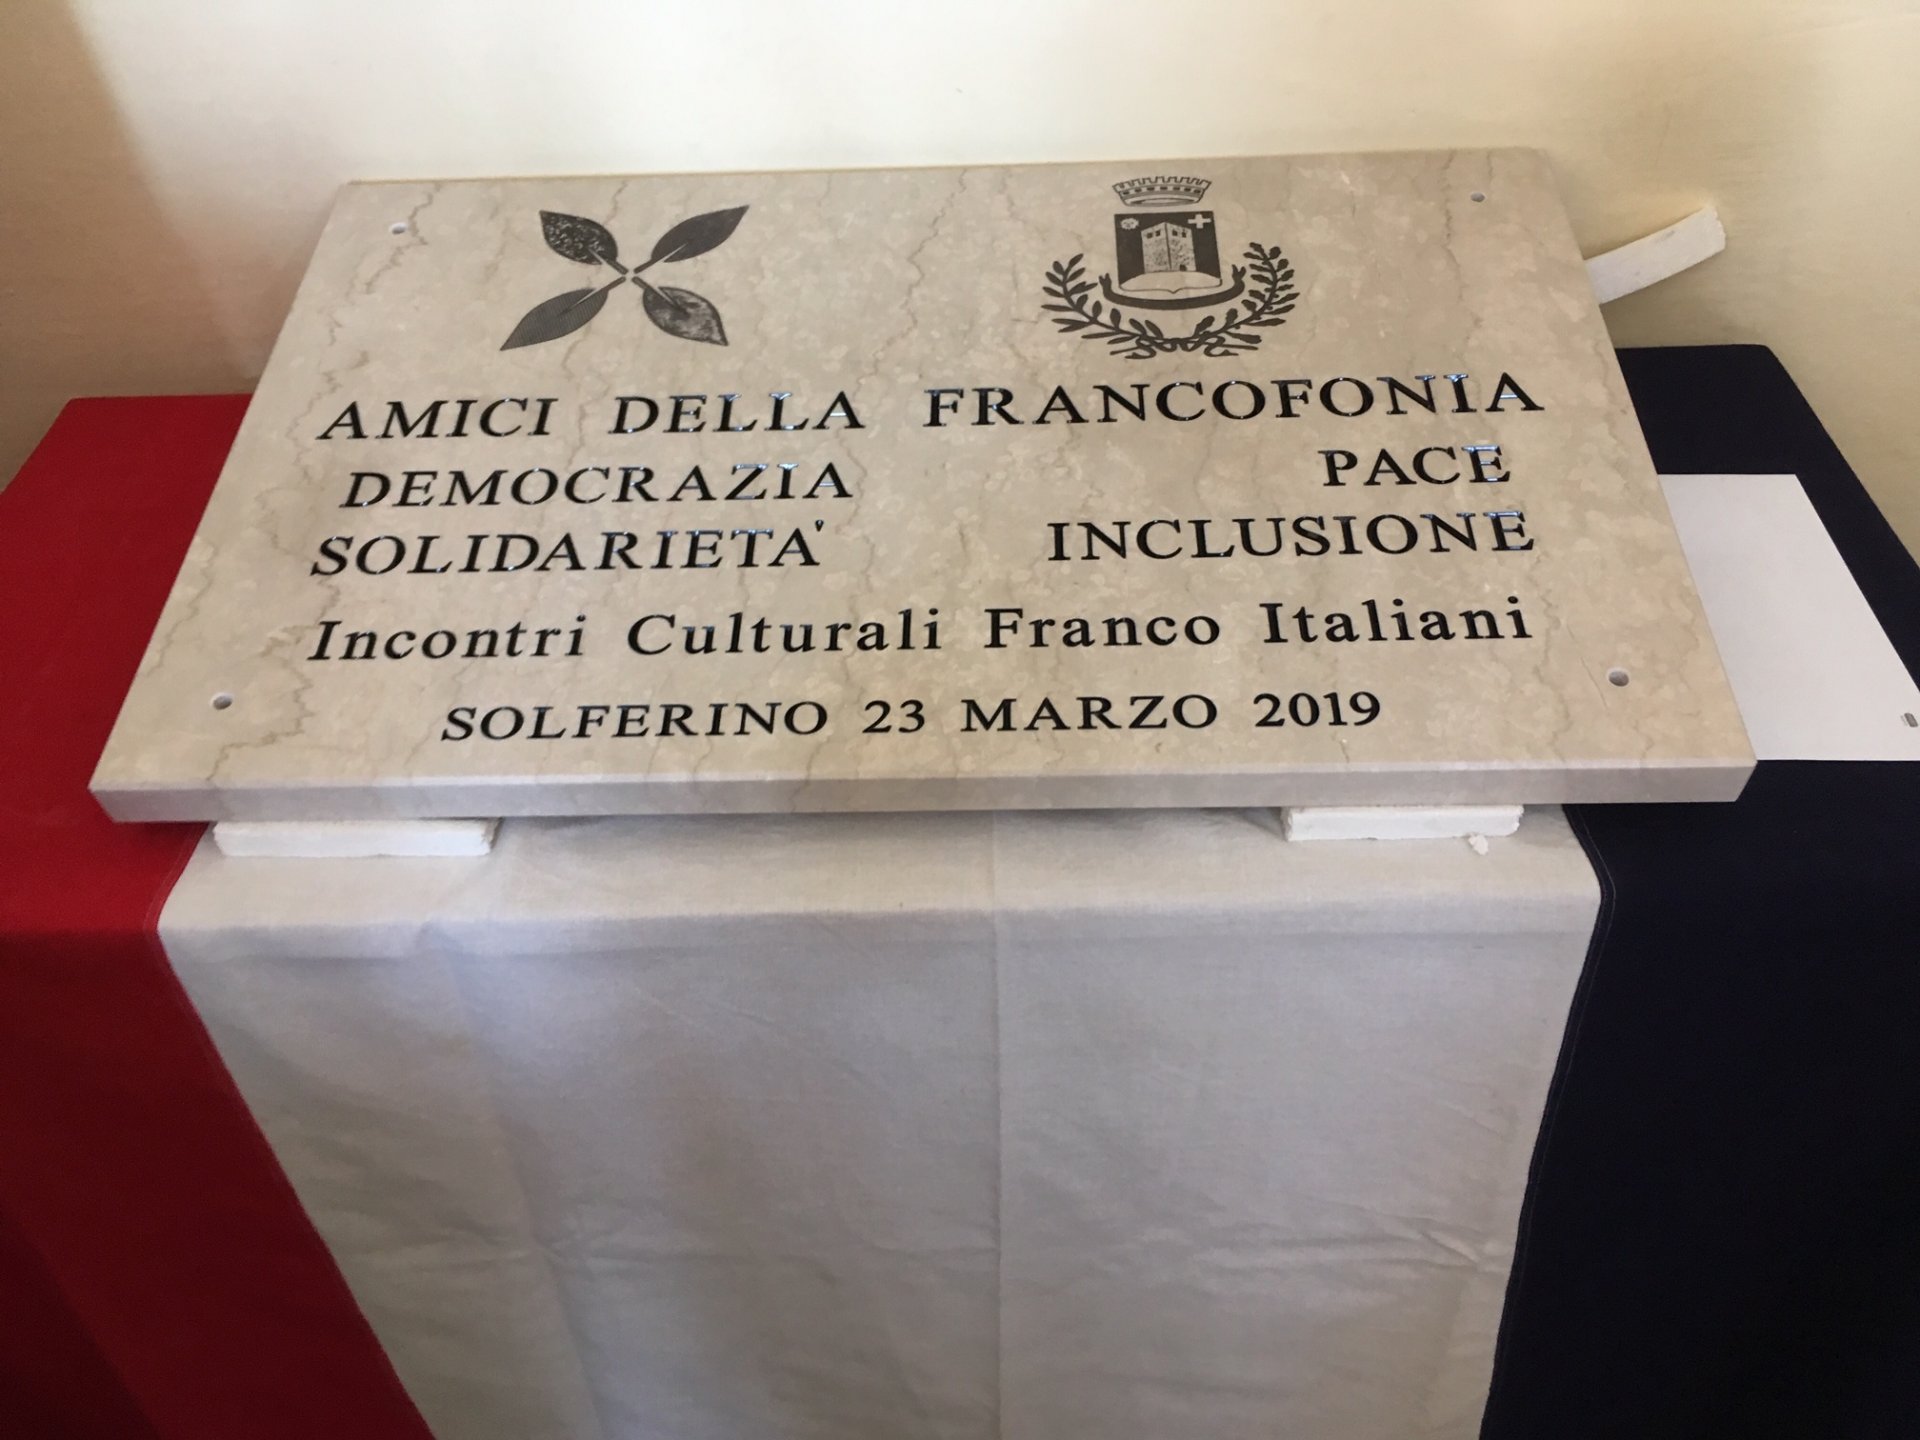 AMICI DELLA FRANCOFONIA
DEMOCRAZIA PACE
SOLIDARIETA' INCLUSIONE
Incontri Culturali Franco Italiani
SOLFERINO 23 MARZO 2019